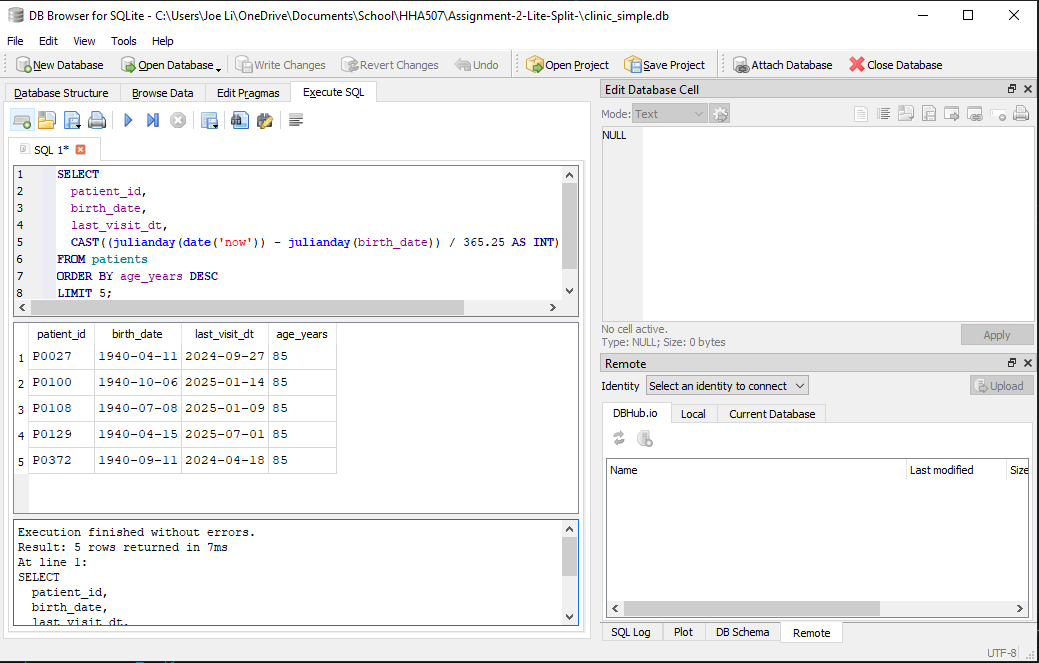 DB Browser for SQLite - C:\Users\Joe Li\OneDrive\Documents\School\HHA507\Assignment-2-Lite-Split-\clinic_simple.db
File Edit View Tools Help
New Database Open Database Write Changes Revert Changes Undo Open Project Save Project Attach Database Close Database
Database Structure Browse Data Edit Pragmas Execute SQL
SQL 1*
1 SELECT
2 patient_id,
3 birth_date,
4 last_visit_dt,
5 CAST((julianday(date('now')) - julianday(birth_date)) / 365.25 AS INT)
6 FROM patients
7 ORDER BY age_years DESC
8 LIMIT 5;
patient_id birth_date last_visit_dt age_years
1 P0027 1940-04-11 2024-09-27 85
2 P0100 1940-10-06 2025-01-14 85
3 P0108 1940-07-08 2025-01-09 85
4 P0129 1940-04-15 2025-07-01 85
5 P0372 1940-09-11 2024-04-18 85
Execution finished without errors.
Result: 5 rows returned in 7ms
At line 1:
SELECT
patient_id,
birth_date,
last_visit_dt,
Edit Database Cell
Mode: Text
NULL
No cell active.
Type: NULL; Size: 0 bytes
Apply
Remote
Identity Select an identity to connect Upload
DBHub.io Local Current Database
Name Last modified Size
SQL Log Plot DB Schema Remote
UTF-8